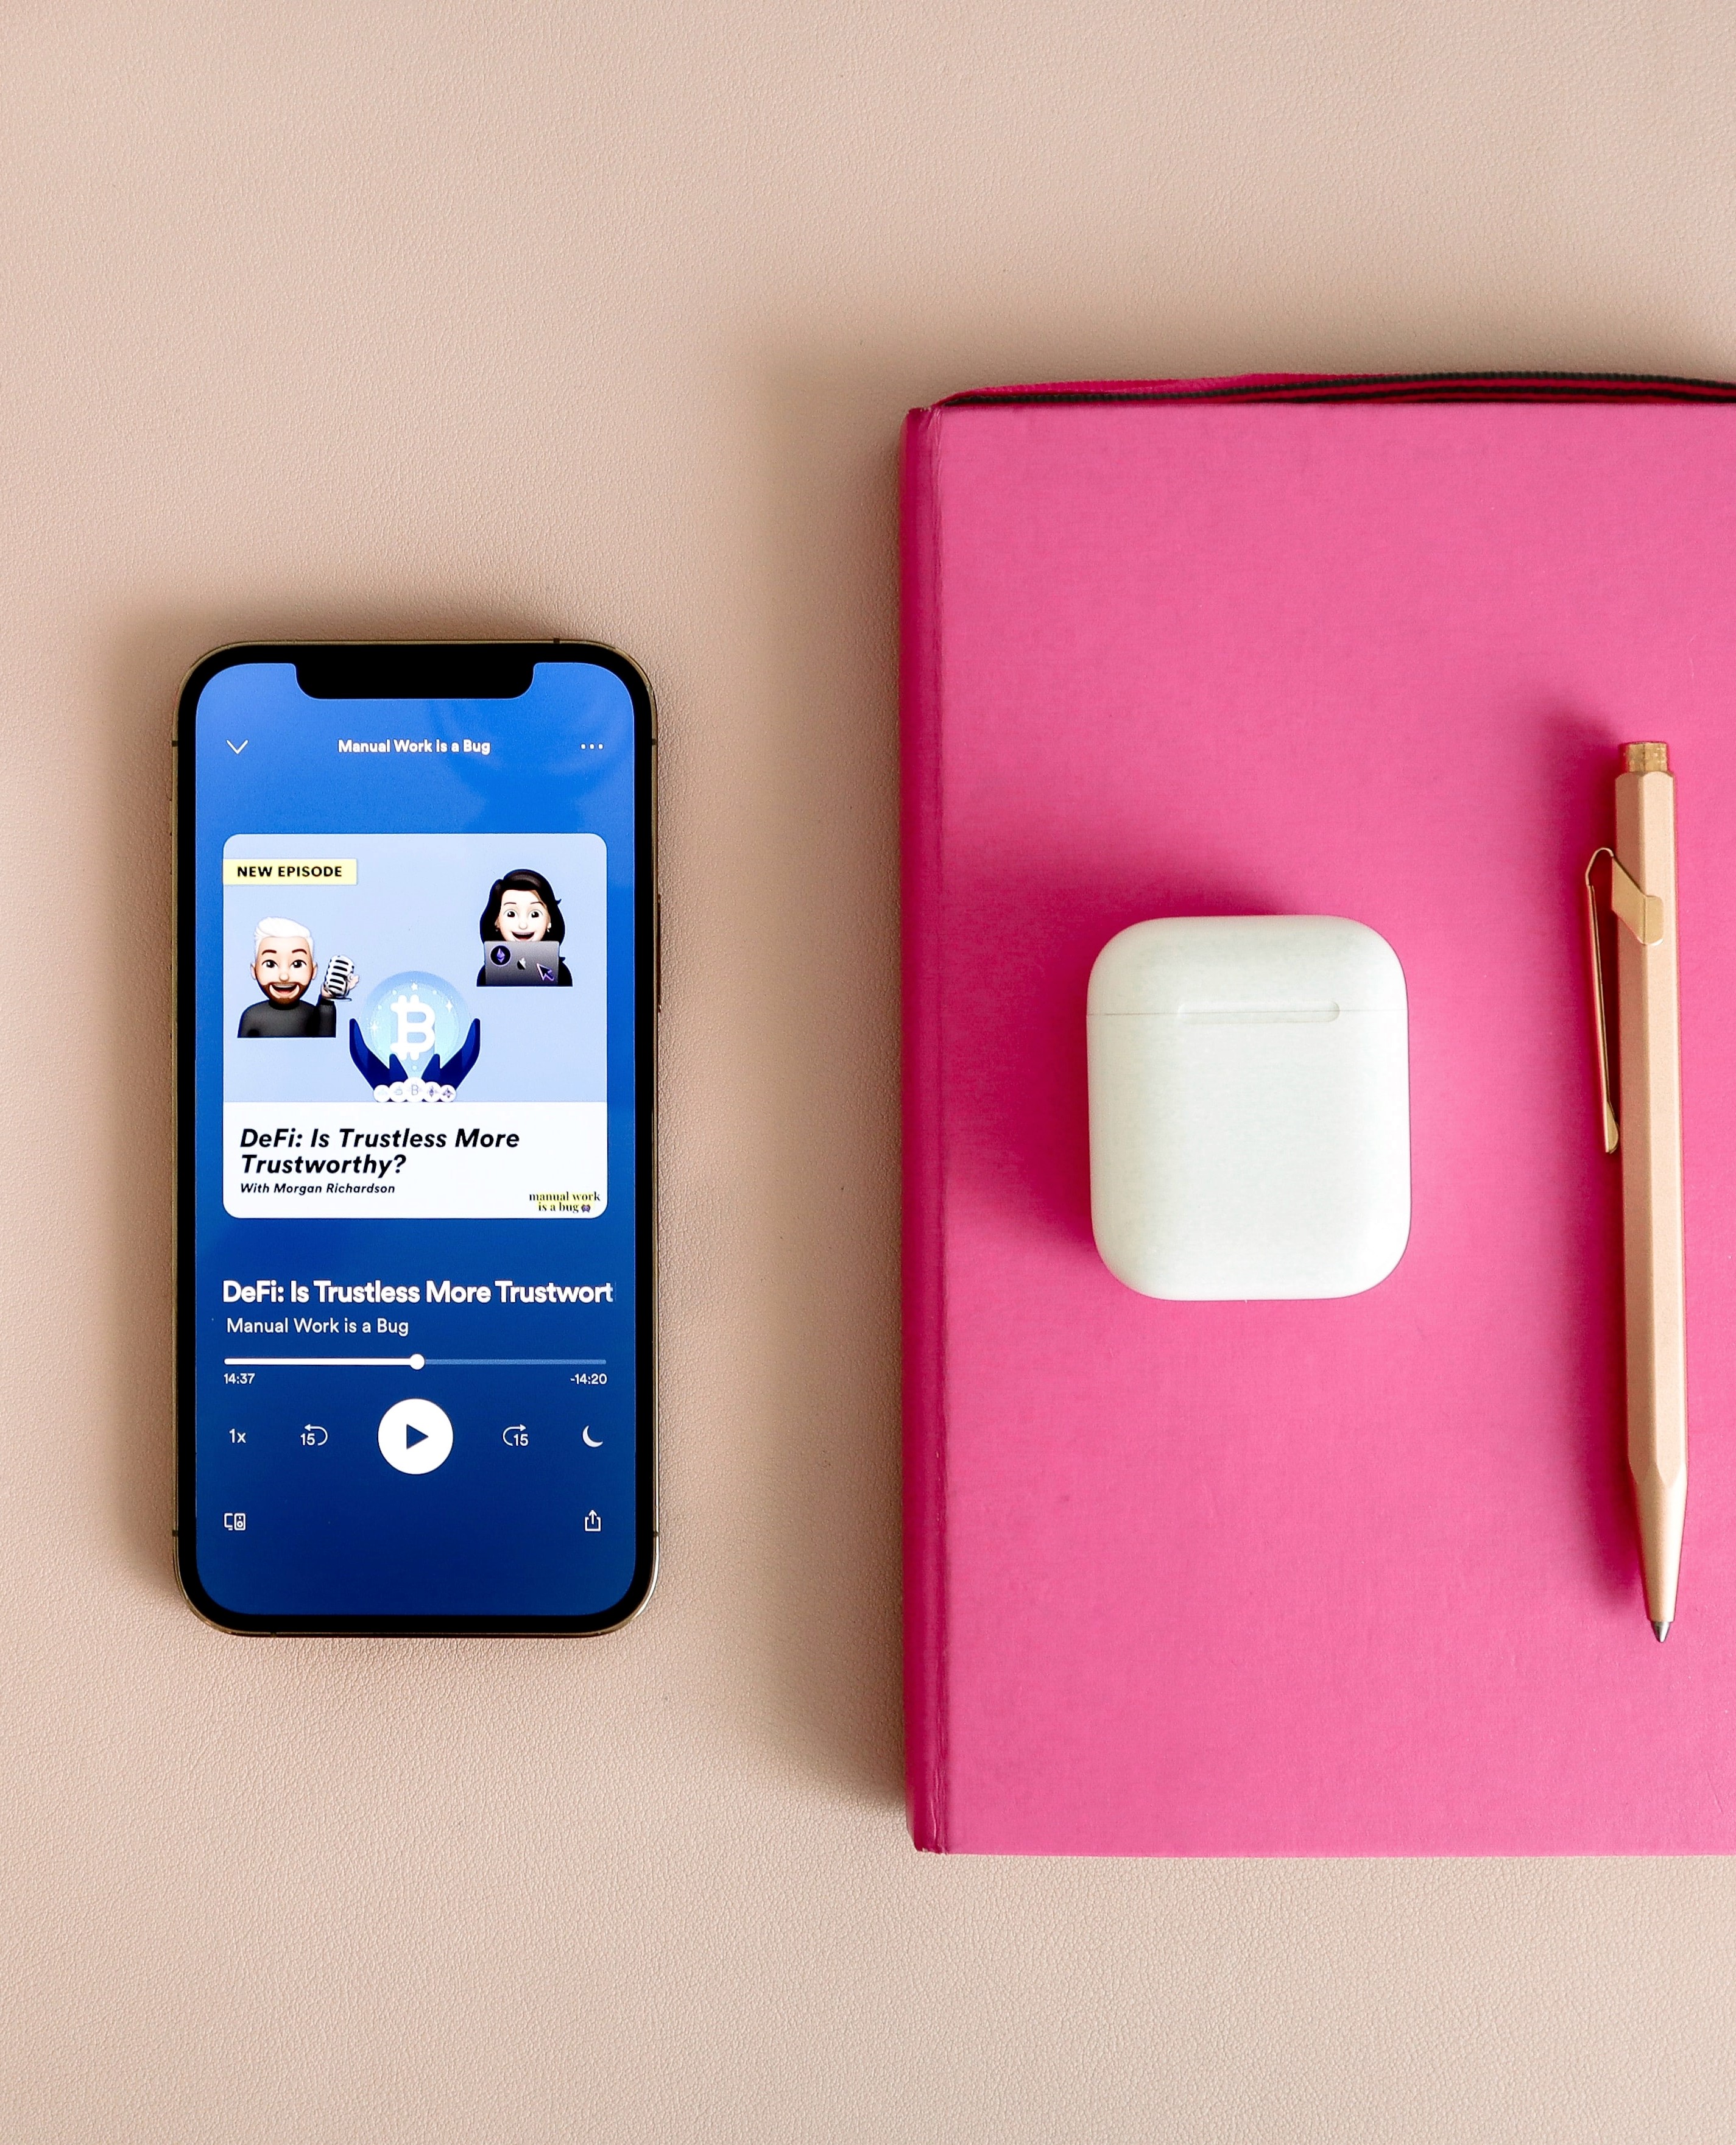 Manual Work is a Bug
NEW EPISODE
DeFi: Is Trustless More
Trustworthy?
With Morgan Richardson
manual work
is a bug
DeFi: Is Trustless More Trustwort
Manual Work is a Bug
14:37 -14:20
1x 15 15